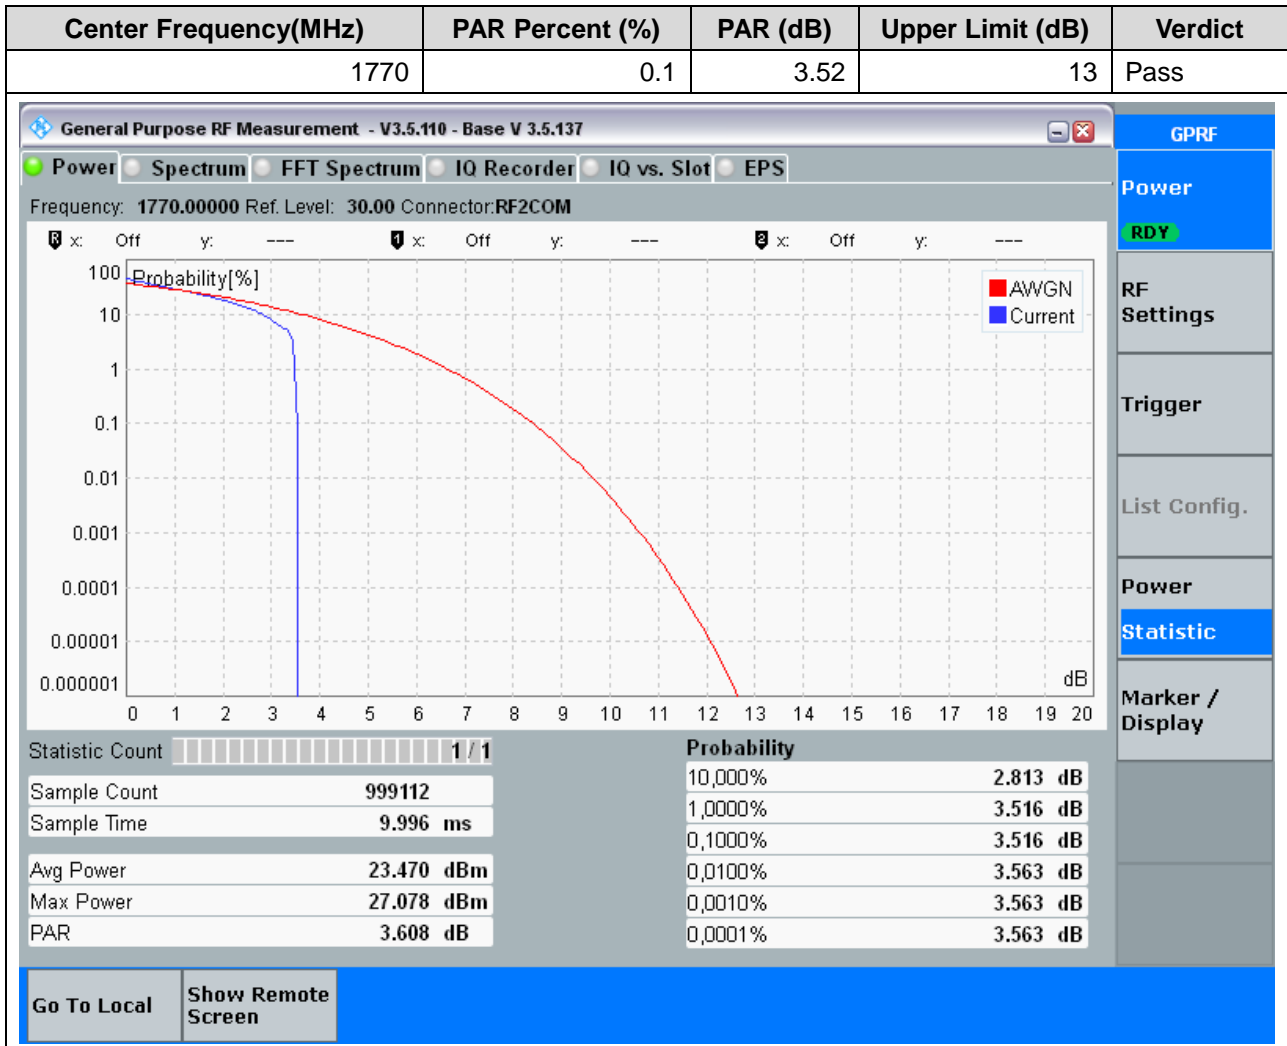 Center Frequency(MHz) PAR Percent (%) PAR (dB) Upper Limit (dB) Verdict
1770 0.1 3.52 13 Pass
General Purpose RF Measurement - V3.5.110 - Base V 3.5.137
GPRF
Power Spectrum FFT Spectrum IQ Recorder IQ vs. Slot EPS
Power
RDY
Frequency: 1770.00000 Ref. Level: 30.00 Connector:RF2COM
R x: Off y: --- 1 x: Off y: --- 2 x: Off y: ---
Probability[%]
AWGN
Current
100
10
1
0.1
0.01
0.001
0.0001
0.00001
0.000001
dB
0 1 2 3 4 5 6 7 8 9 10 11 12 13 14 15 16 17 18 19 20
RF
Settings
Trigger
List Config.
Power
Statistic
Marker /
Display
Statistic Count 1 / 1
Sample Count 999112
Sample Time 9.996 ms
Avg Power 23.470 dBm
Max Power 27.078 dBm
PAR 3.608 dB
Probability
10,000% 2.813 dB
1,0000% 3.516 dB
0,1000% 3.516 dB
0,0100% 3.563 dB
0,0010% 3.563 dB
0,0001% 3.563 dB
Go To Local
Show Remote
Screen